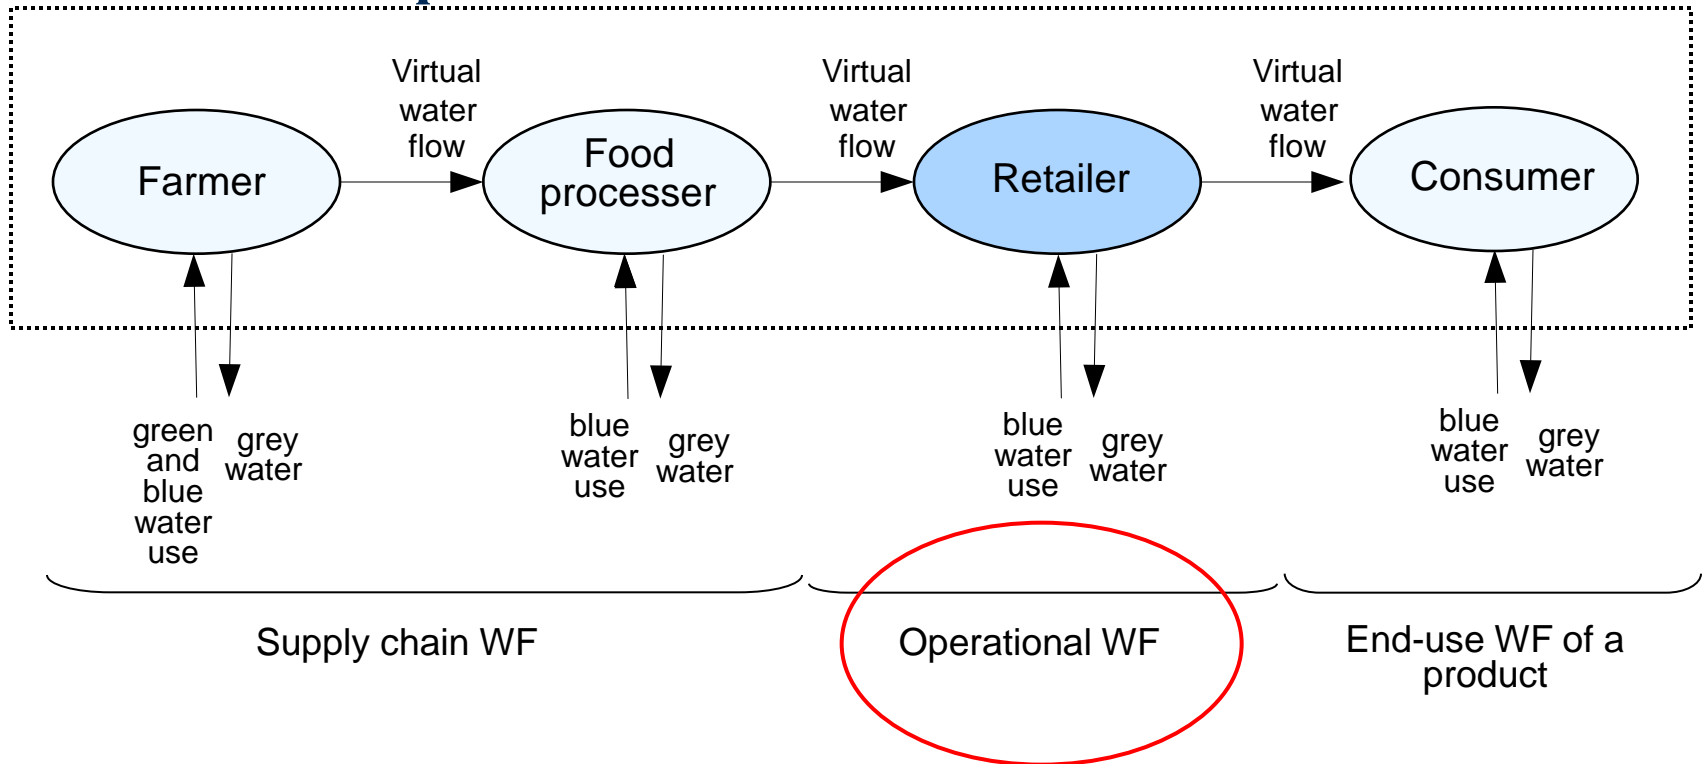 Virtual
water
flow
Virtual
water
flow
Virtual
water
flow
Farmer
Food
processer
Retailer
Consumer
green
and
blue
water
use
grey
water
blue
water
use
grey
water
blue
water
use
grey
water
blue
water
use
grey
water
Supply chain WF
Operational WF
End-use WF of a
product